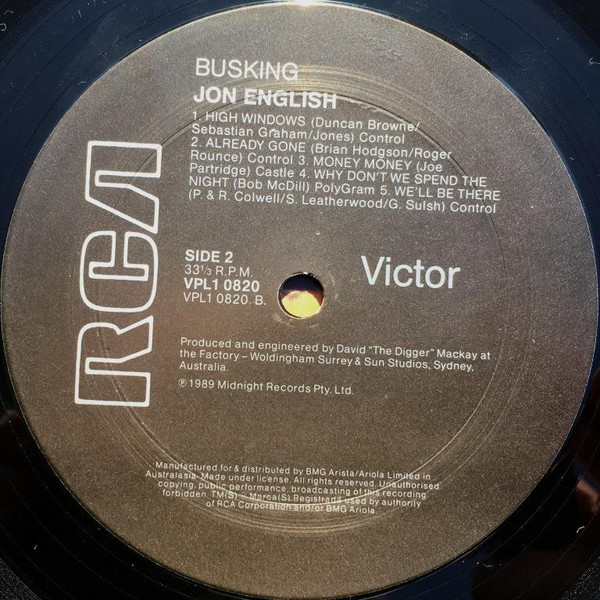 BUSKING
JON ENGLISH
1. HIGH WINDOWS (Duncan Browne/
Sebastian Graham/Jones) Control
2. ALREADY GONE (Brian Hodgson/Roger
Rounce) Control 3. MONEY MONEY (Joe
Partridge) Castle 4. WHY DON'T WE SPEND THE
NIGHT (Bob McDill) PolyGram 5. WE'LL BE THERE
(P. & R. Colwell/S. Leatherwood/G. Sulsh) Control
RCA
SIDE 2
33⅓ R.P.M.
VPL1 0820
VPL1 0820. B.
Victor
Produced and engineered by David "The Digger" Mackay at
the Factory – Woldingham Surrey & Sun Studios, Sydney,
Australia.
℗ 1989 Midnight Records Pty. Ltd.
Manufactured for & distributed by BMG Arista/Ariola Limited in
Australasia. Made under license. All rights reserved. Unauthorised
copying, public performance, broadcasting of this recording
forbidden. TM(S) – Marca(S) Registrada used by authority
of RCA Corporation and/or BMG Ariola.